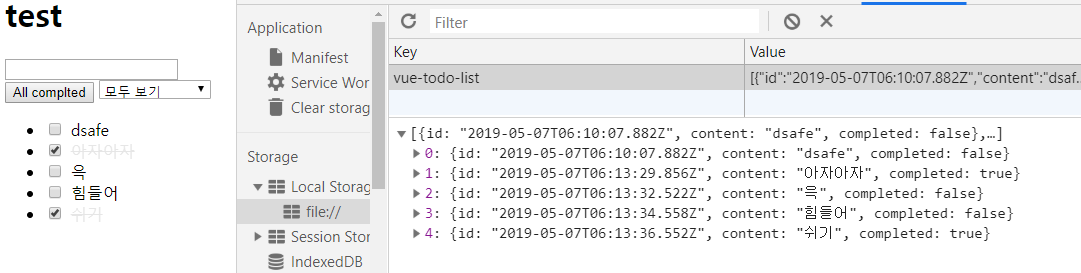 test
All complted 모두 보기
dsafe
아자아자
윽
힘들어
쉬기
Application
Manifest
Service Wor
Clear storag
Storage
Local Storag
file://
Session Stor
IndexedDB
Filter
Key Value
vue-todo-list [{"id":"2019-05-07T06:10:07.882Z","content":"dsaf...
[{id: "2019-05-07T06:10:07.882Z", content: "dsafe", completed: false},…]
0: {id: "2019-05-07T06:10:07.882Z", content: "dsafe", completed: false}
1: {id: "2019-05-07T06:13:29.856Z", content: "아자아자", completed: true}
2: {id: "2019-05-07T06:13:32.522Z", content: "윽", completed: false}
3: {id: "2019-05-07T06:13:34.558Z", content: "힘들어", completed: false}
4: {id: "2019-05-07T06:13:36.552Z", content: "쉬기", completed: true}